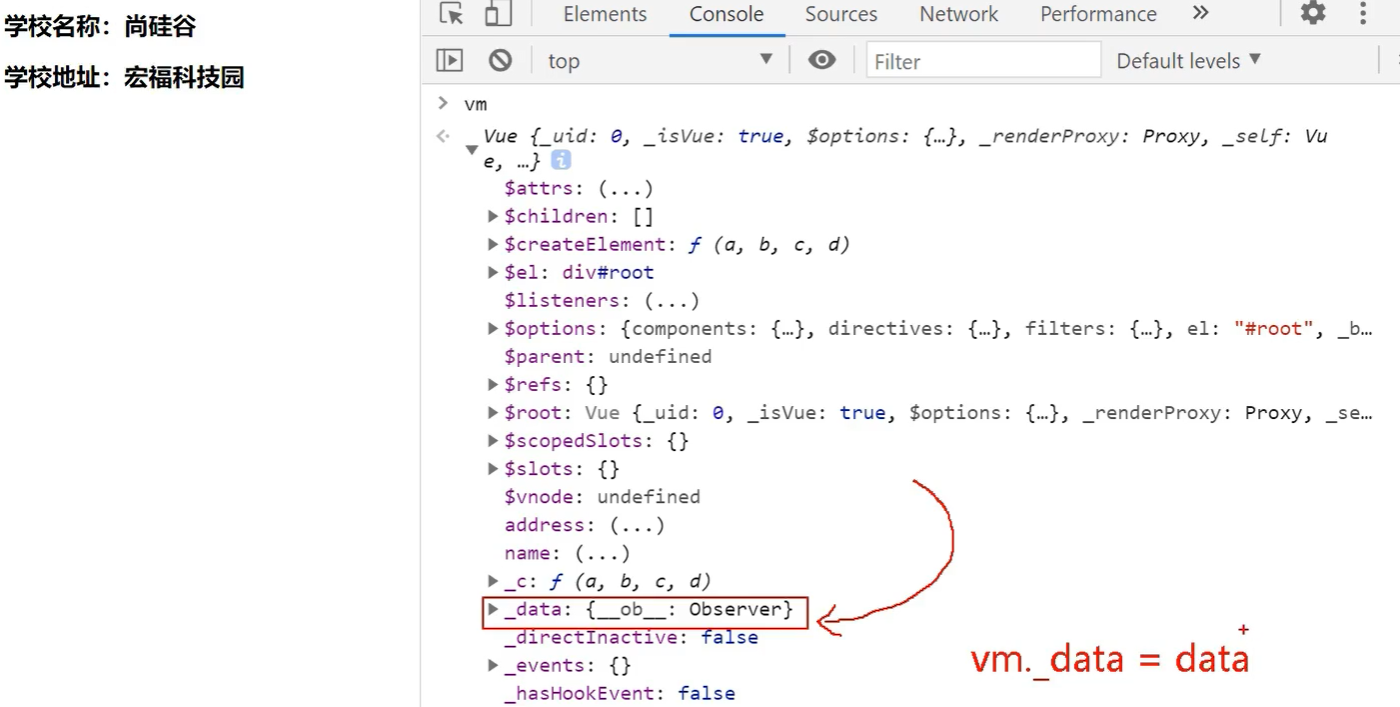 学校名称：尚硅谷
学校地址：宏福科技园
Elements Console Sources Network Performance
top Filter Default levels
vm
Vue {_uid: 0, _isVue: true, $options: {…}, _renderProxy: Proxy, _self: Vu
e, …}
$attrs: (...)
$children: []
$createElement: ƒ (a, b, c, d)
$el: div#root
$listeners: (...)
$options: {components: {…}, directives: {…}, filters: {…}, el: "#root", _b…
$parent: undefined
$refs: {}
$root: Vue {_uid: 0, _isVue: true, $options: {…}, _renderProxy: Proxy, _se…
$scopedSlots: {}
$slots: {}
$vnode: undefined
address: (...)
name: (...)
_c: ƒ (a, b, c, d)
_data: {__ob__: Observer}
_directInactive: false
vm._data = data
_events: {}
_hasHookEvent: false